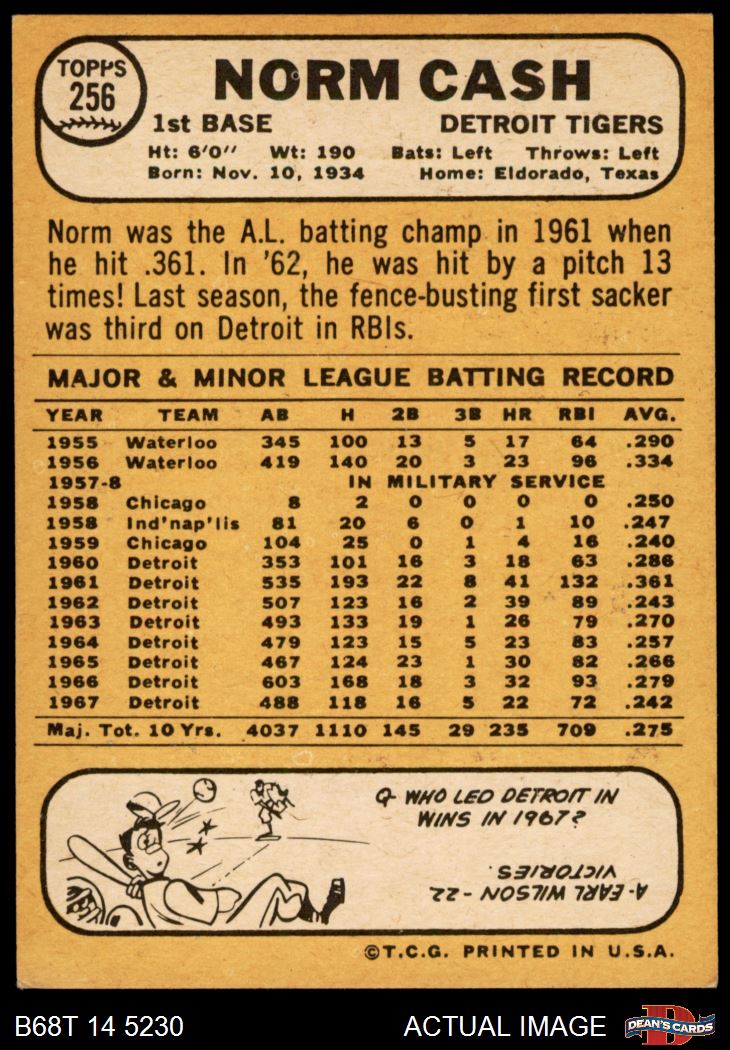 TOPPS
256
NORM CASH
1st BASE DETROIT TIGERS
Ht: 6'0'' Wt: 190 Bats: Left Throws: Left
Born: Nov. 10, 1934 Home: Eldorado, Texas
Norm was the A.L. batting champ in 1961 when
he hit .361. In '62, he was hit by a pitch 13
times! Last season, the fence-busting first sacker
was third on Detroit in RBIs.
MAJOR & MINOR LEAGUE BATTING RECORD
YEAR TEAM AB H 2B 3B HR RBI AVG.
1955 Waterloo 345 100 13 5 17 64 .290
1956 Waterloo 419 140 20 3 23 96 .334
1957-8 IN MILITARY SERVICE
1958 Chicago 8 2 0 0 0 0 .250
1958 Ind'nap'lis 81 20 6 0 1 10 .247
1959 Chicago 104 25 0 1 4 16 .240
1960 Detroit 353 101 16 3 18 63 .286
1961 Detroit 535 193 22 8 41 132 .361
1962 Detroit 507 123 16 2 39 89 .243
1963 Detroit 493 133 19 1 26 79 .270
1964 Detroit 479 123 15 5 23 83 .257
1965 Detroit 467 124 23 1 30 82 .266
1966 Detroit 603 168 18 3 32 93 .279
1967 Detroit 488 118 16 5 22 72 .242
Maj. Tot. 10 Yrs. 4037 1110 145 29 235 709 .275
Q- WHO LED DETROIT IN
WINS IN 1967?
A- EARL WILSON - 22
VICTORIES.
©T.C.G. PRINTED IN U.S.A.
B68T 14 5230 ACTUAL IMAGE
D
DEAN'S CARDS